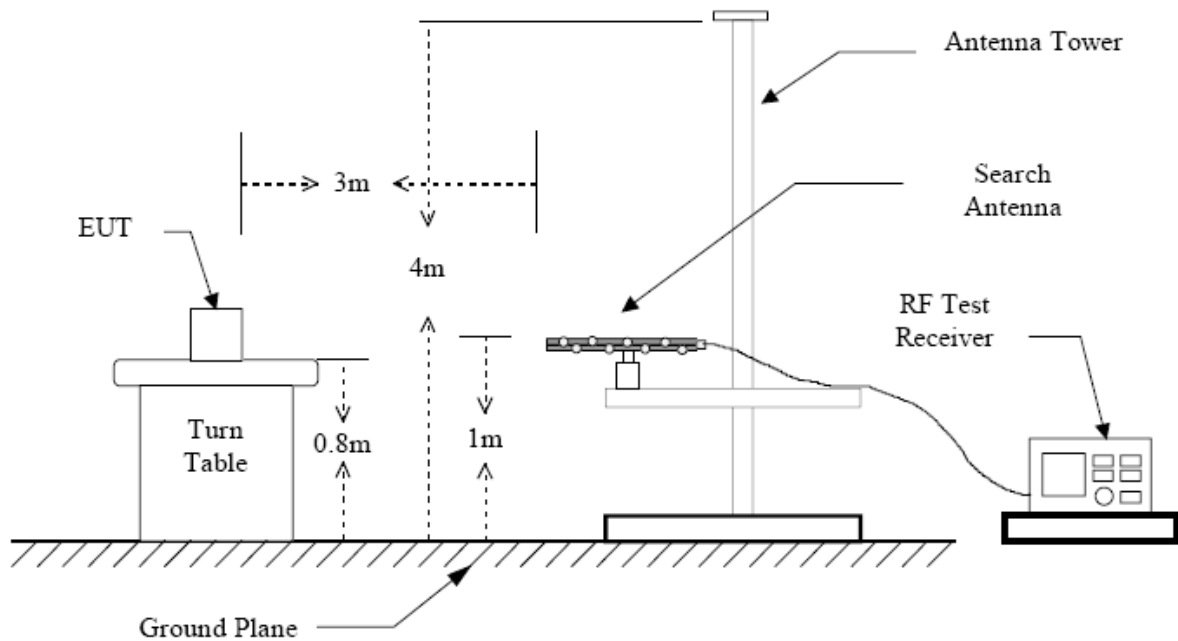 Antenna Tower
3m
Search
Antenna
EUT
4m
RF Test
Receiver
Turn
Table
0.8m
1m
Ground Plane